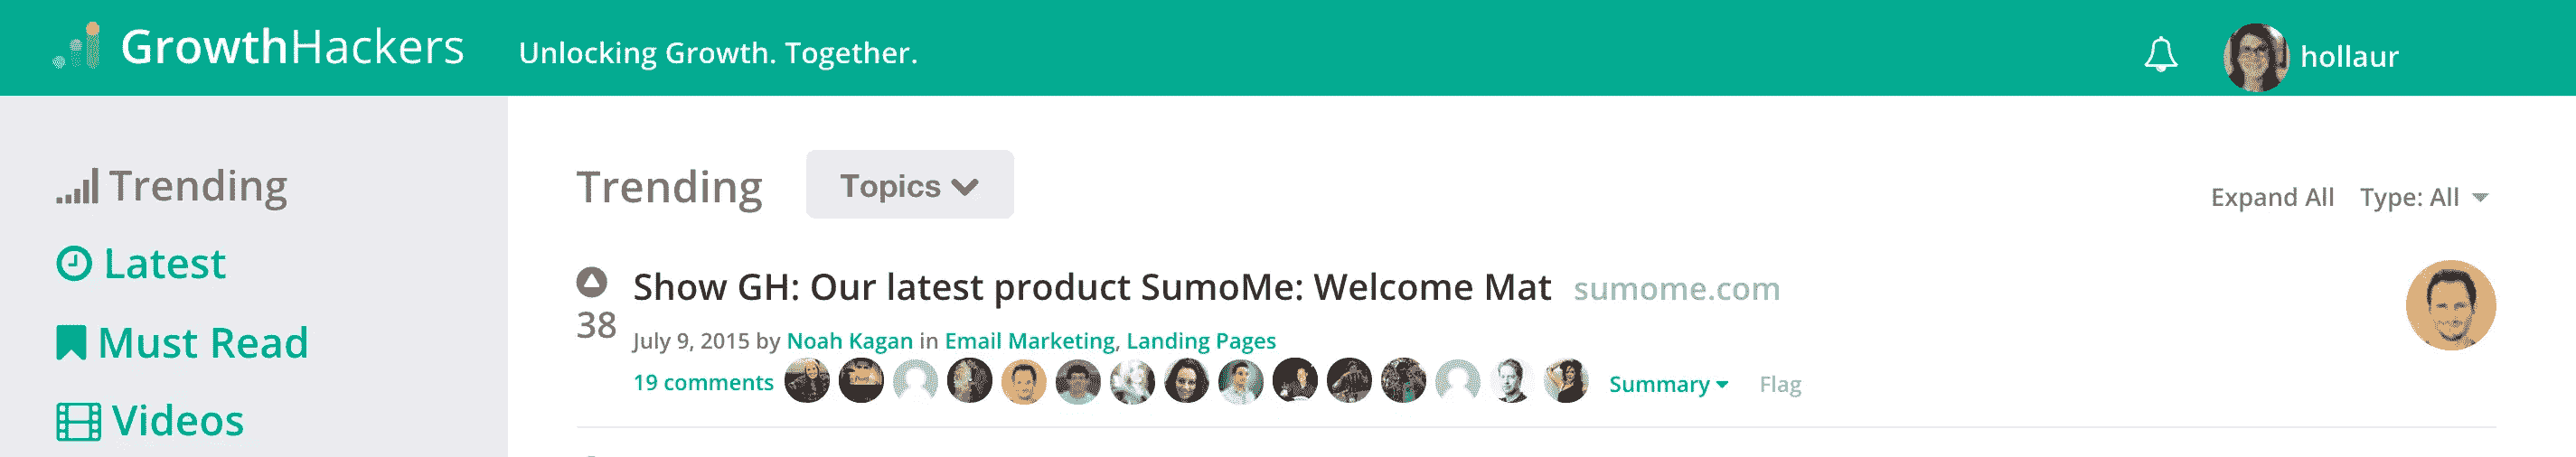 GrowthHackers Unlocking Growth. Together. hollaur
Trending
Latest
Must Read
Videos
Trending Topics Expand All Type: All
Show GH: Our latest product SumoMe: Welcome Mat sumome.com
38
July 9, 2015 by Noah Kagan in Email Marketing, Landing Pages
19 comments Summary Flag